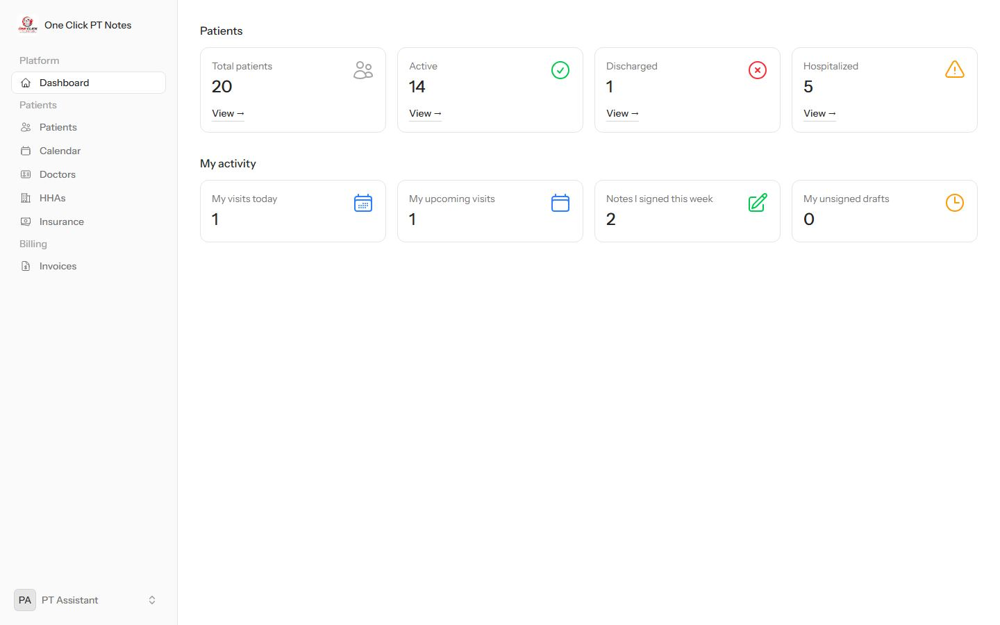 ONE CLICK
One Click PT Notes
Platform
Dashboard
Patients
Patients
Calendar
Doctors
HHAs
Insurance
Billing
Invoices
PA
PT Assistant
Patients
Total patients
20
View →
Active
14
View →
Discharged
1
View →
Hospitalized
5
View →
My activity
My visits today
1
My upcoming visits
1
Notes I signed this week
2
My unsigned drafts
0